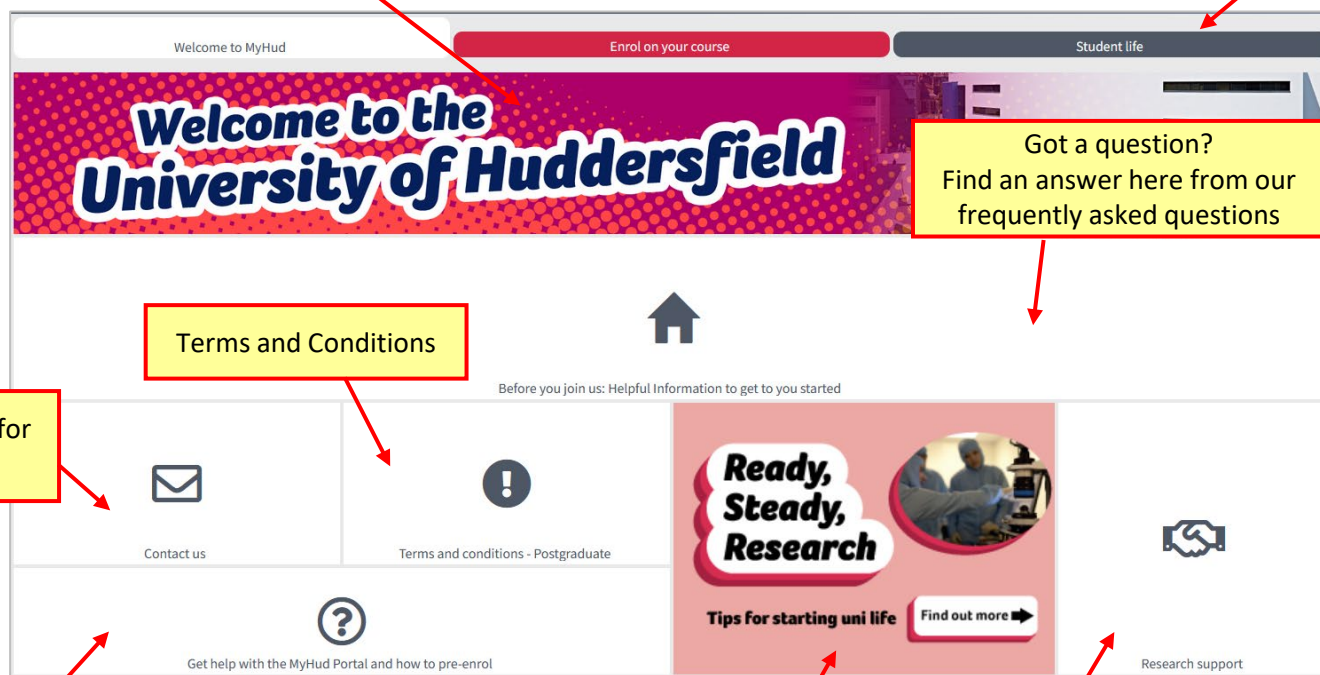 Welcome to MyHud
Enrol on your course
Student life
Welcome to the
University of Huddersfield
Got a question?
Find an answer here from our
frequently asked questions
Terms and Conditions
Before you join us: Helpful Information to get to you started
for
Contact us
Terms and conditions - Postgraduate
Ready,
Steady,
Research
Tips for starting uni life
Find out more
Get help with the MyHud Portal and how to pre-enrol
Research support